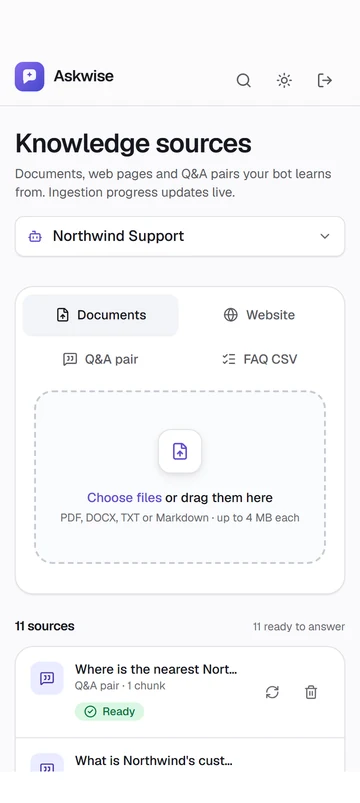 Askwise
Knowledge sources
Documents, web pages and Q&A pairs your bot learns
from. Ingestion progress updates live.
Northwind Support
Documents
Website
Q&A pair
FAQ CSV
Choose files or drag them here
PDF, DOCX, TXT or Markdown · up to 4 MB each
11 sources
11 ready to answer
Where is the nearest Nort...
Q&A pair · 1 chunk
Ready
What is Northwind's cust...